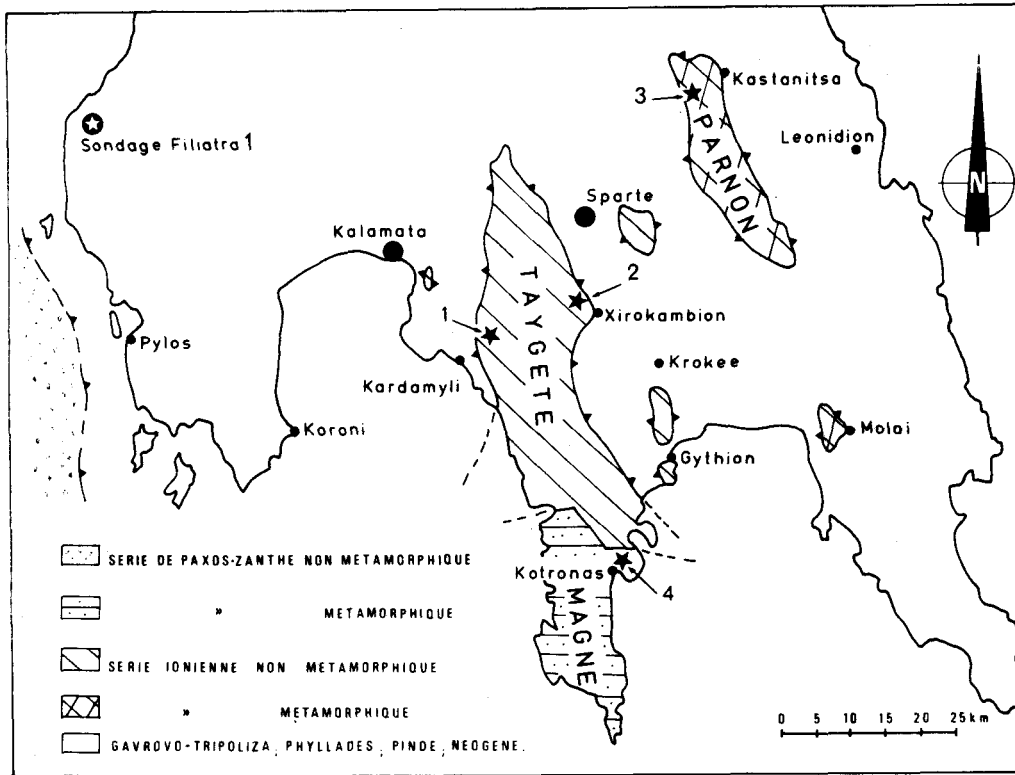 Kastanitsa
3
Sondage Filiatra 1
PARNON
Leonidion
N
Sparte
Kalamata
2
TAYGETE
1
Xirokambion
Pylos
Kardamyli
Krokee
Koroni
Molai
Gythion
SERIE DE PAXOS-ZANTHE NON METAMORPHIQUE
Kotronas
4
» METAMORPHIQUE
MAGNE
SERIE IONIENNE NON METAMORPHIQUE
» METAMORPHIQUE
0 5 10 15 20 25 km
GAVROVO-TRIPOLIZA, PHYLLADES, PINDE, NEOGENE.